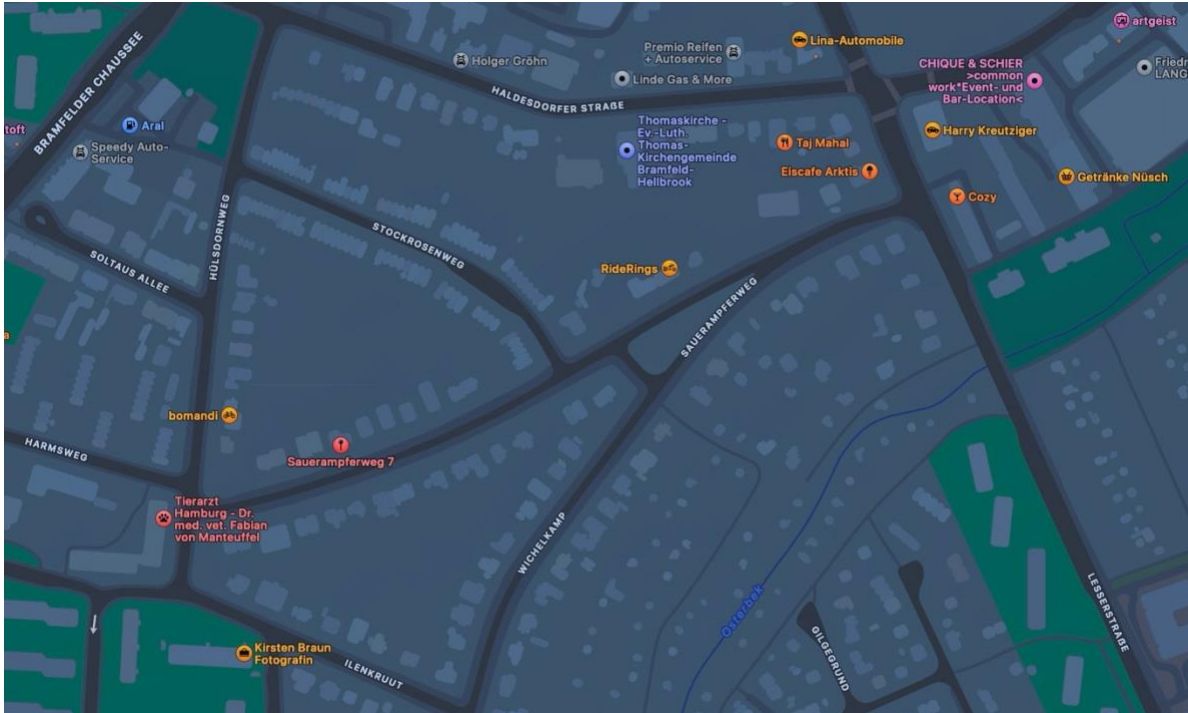 artgeist
BRAMFELDER CHAUSSEE
Lina-Automobile
Premio Reifen
+ Autoservice
Holger Gröhn
Linde Gas & More
CHIQUE & SCHIER
>common
work*Event- und
Bar-Location<
Friedr
LANG
HALDESDORFER STRAßE
toft
Aral
Speedy Auto-
Service
Thomaskirche -
Ev.-Luth.
Thomas-
Kirchengemeinde
Bramfeld-
Hellbrook
Taj Mahal
Eiscafe Arktis
Harry Kreutziger
Getränke Nüsch
Cozy
HÜLSDORNWEG
SOLTAUS ALLEE
STOCKROSENWEG
RideRings
SAUERAMPFERWEG
a
bomandi
HARMSWEG
Sauerampferweg 7
Tierarzt
Hamburg - Dr.
med. vet. Fabian
von Manteuffel
WICHELKAMP
Osterbek
LESSERSTRAßE
GILGEGRUND
Kirsten Braun
Fotografin
ILENKRUUT